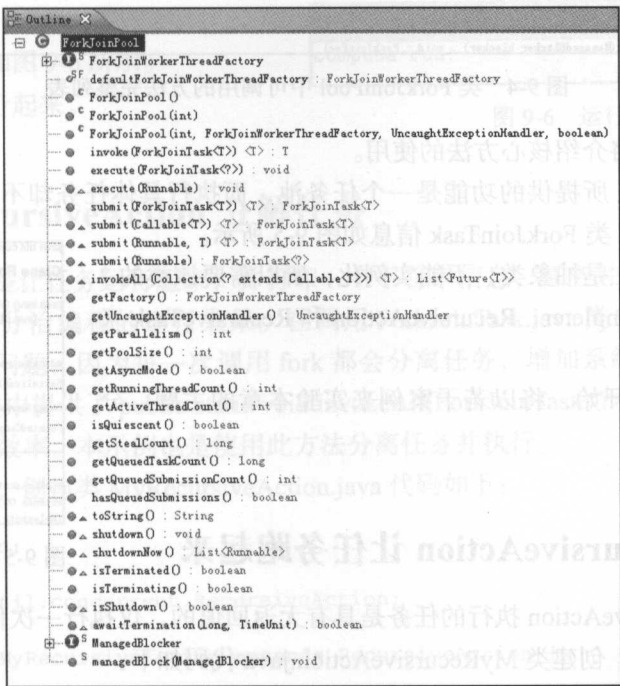 Outline
ForkJoinPool
ForkJoinWorkerThreadFactory
defaultForkJoinWorkerThreadFactory : ForkJoinWorkerThreadFactory
ForkJoinPool()
ForkJoinPool(int)
ForkJoinPool(int, ForkJoinWorkerThreadFactory, UncaughtExceptionHandler, boolean)
invoke(ForkJoinTask<T>) <T> : T
execute(ForkJoinTask<?>) : void
execute(Runnable) : void
submit(ForkJoinTask<T>) <T> : ForkJoinTask<T>
submit(Callable<T>) <T> : ForkJoinTask<T>
submit(Runnable, T) <T> : ForkJoinTask<T>
submit(Runnable) : ForkJoinTask<?>
invokeAll(Collection<? extends Callable<T>>) <T> : List<Future<T>>
getFactory() : ForkJoinWorkerThreadFactory
getUncaughtExceptionHandler() : UncaughtExceptionHandler
getParallelism() : int
getPoolSize() : int
getAsyncMode() : boolean
getRunningThreadCount() : int
getActiveThreadCount() : int
isQuiescent() : boolean
getStealCount() : long
getQueuedTaskCount() : long
getQueuedSubmissionCount() : int
hasQueuedSubmissions() : boolean
toString() : String
shutdown() : void
shutdownNow() : List<Runnable>
isTerminated() : boolean
isTerminating() : boolean
isShutdown() : boolean
awaitTermination(long, TimeUnit) : boolean
ManagedBlocker
managedBlock(ManagedBlocker) : void